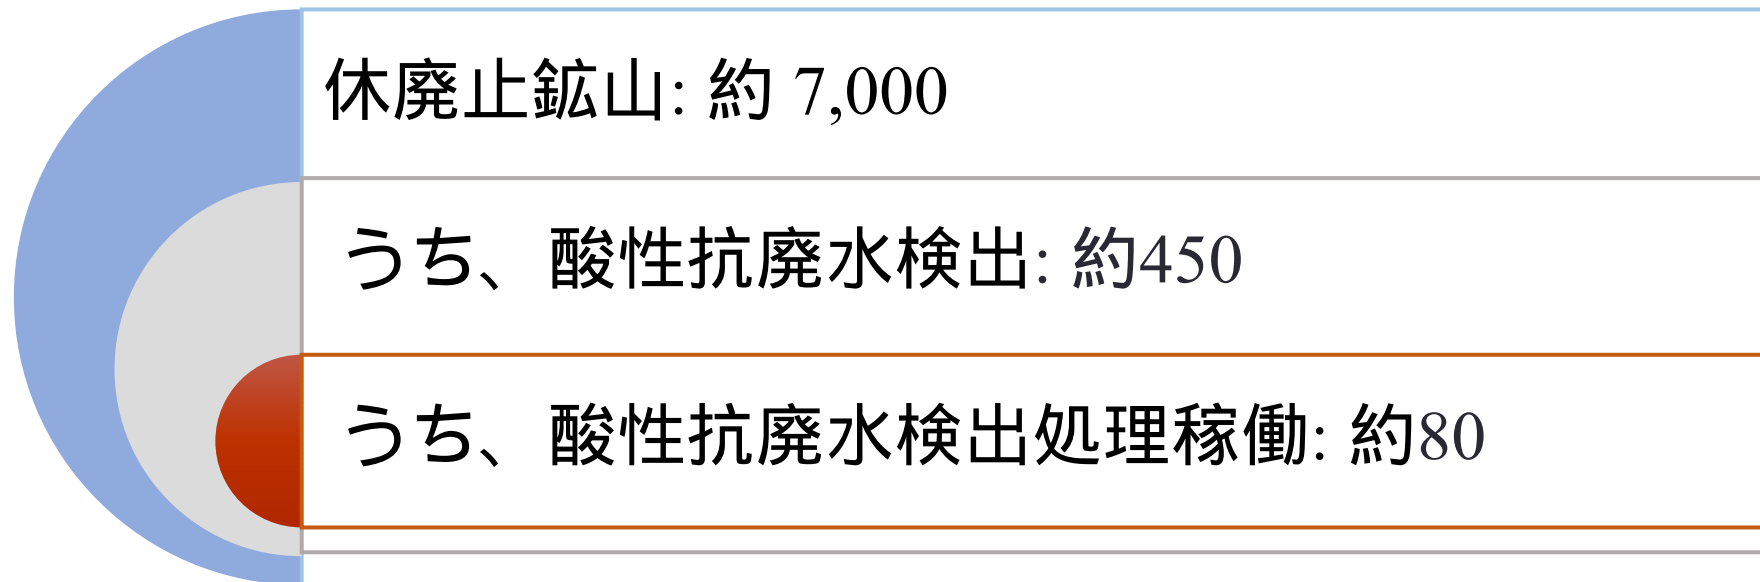 休廃止鉱山: 約 7,000
うち、酸性抗廃水検出: 約450
うち、酸性抗廃水検出処理稼働: 約80